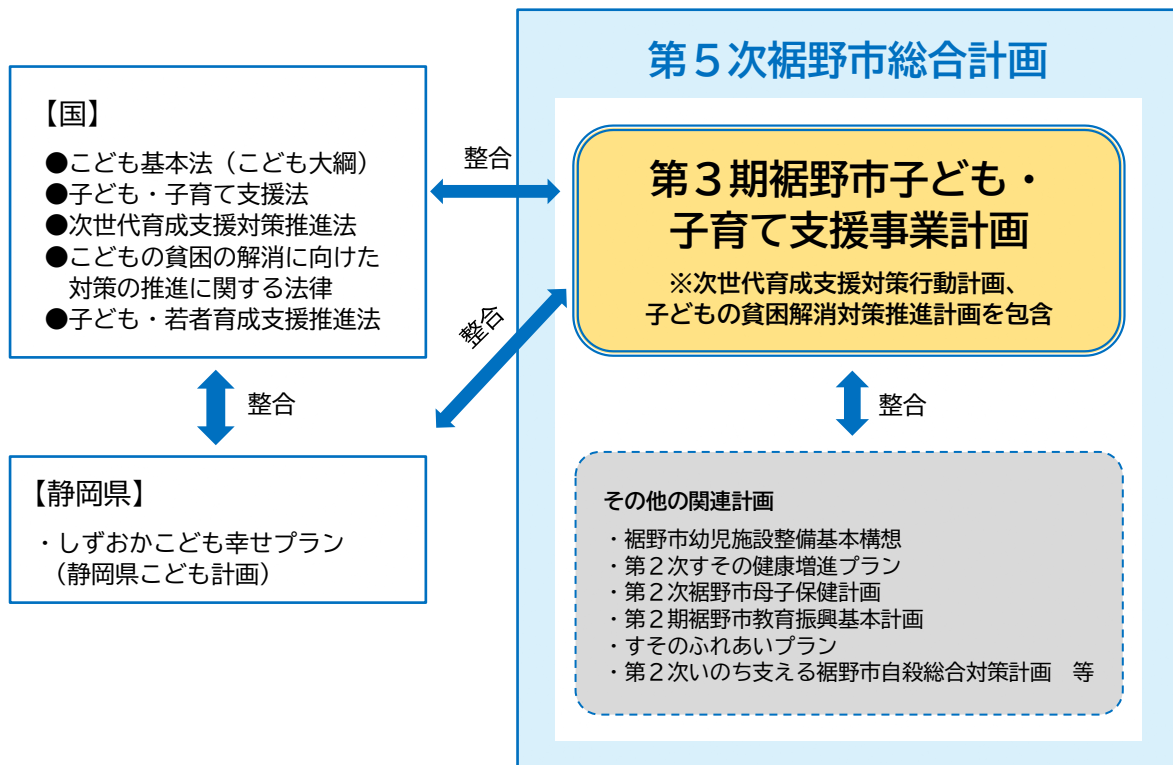 第５次裾野市総合計画
【国】
●こども基本法（こども大綱）
●子ども・子育て支援法
●次世代育成支援対策推進法
●こどもの貧困の解消に向けた
対策の推進に関する法律
●子ども・若者育成支援推進法
整合
第３期裾野市子ども・
子育て支援事業計画
※次世代育成支援対策行動計画、
子どもの貧困解消対策推進計画を包含
整合
整合
整合
【静岡県】
・しずおかこども幸せプラン
（静岡県こども計画）
その他の関連計画
・裾野市幼児施設整備基本構想
・第２次すその健康増進プラン
・第２次裾野市母子保健計画
・第２期裾野市教育振興基本計画
・すそのふれあいプラン
・第２次いのち支える裾野市自殺総合対策計画　等